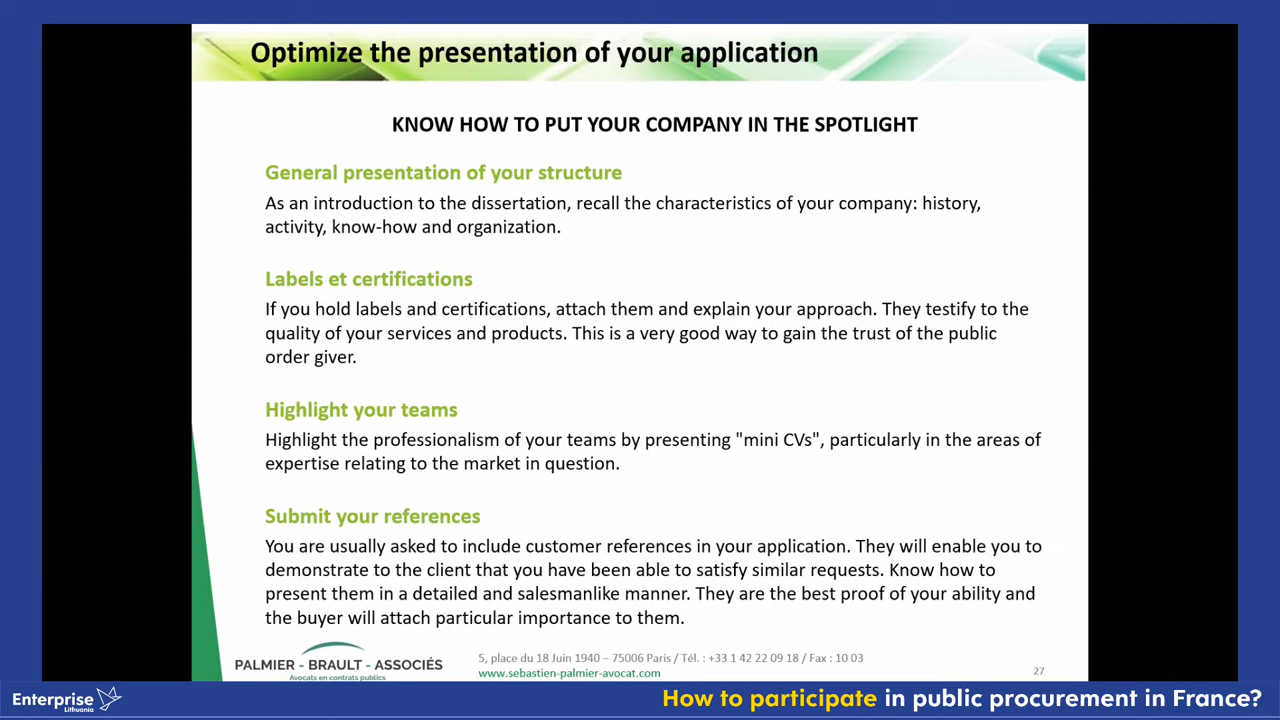 Optimize the presentation of your application
KNOW HOW TO PUT YOUR COMPANY IN THE SPOTLIGHT
General presentation of your structure
As an introduction to the dissertation, recall the characteristics of your company: history,
activity, know-how and organization.
Labels et certifications
If you hold labels and certifications, attach them and explain your approach. They testify to the
quality of your services and products. This is a very good way to gain the trust of the public
order giver.
Highlight your teams
Highlight the professionalism of your teams by presenting "mini CVs", particularly in the areas of
expertise relating to the market in question.
Submit your references
You are usually asked to include customer references in your application. They will enable you to
demonstrate to the client that you have been able to satisfy similar requests. Know how to
present them in a detailed and salesmanlike manner. They are the best proof of your ability and
the buyer will attach particular importance to them.
PALMIER - BRAULT - ASSOCIÉS
Avocats en contrats publics
5, place du 18 Juin 1940 – 75006 Paris / Tél. : +33 1 42 22 09 18 / Fax : 10 03
www.sebastien-palmier-avocat.com
27
Enterprise
Lithuania
How to participate in public procurement in France?